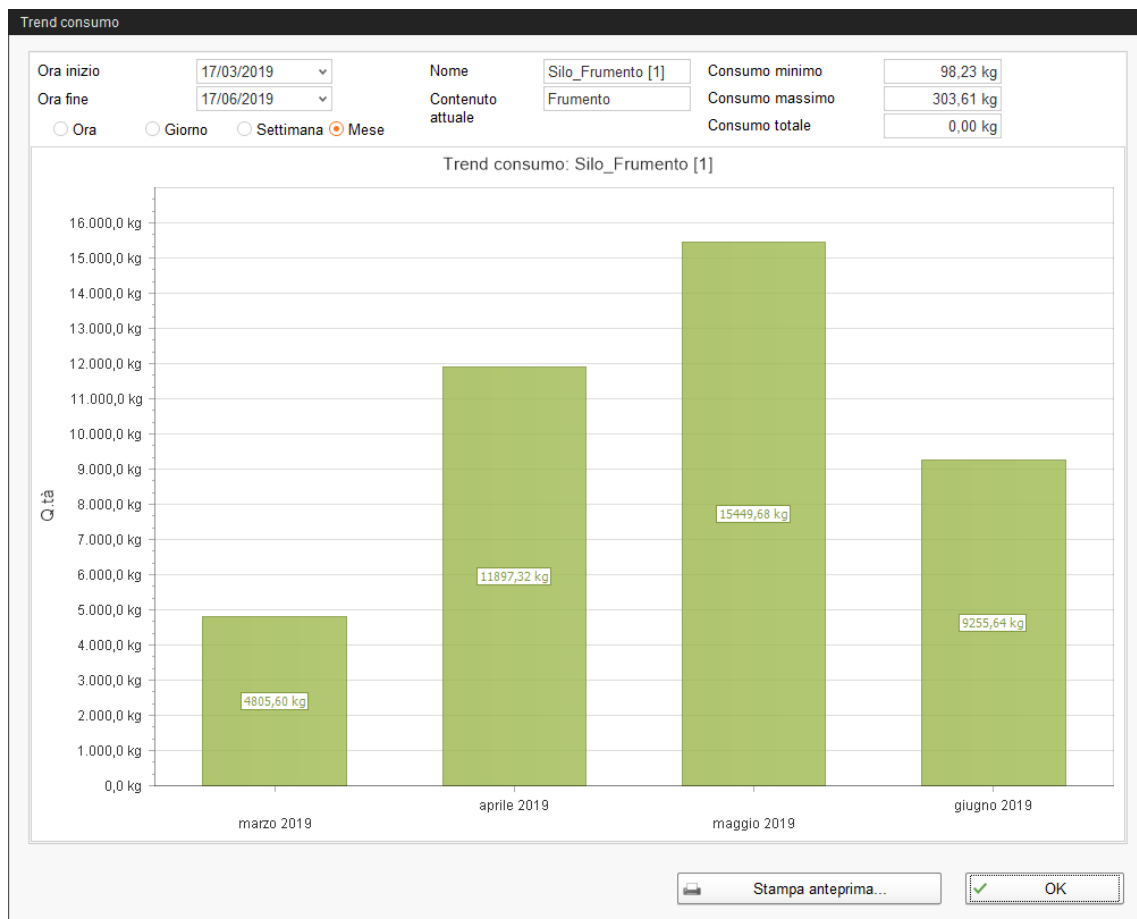 Trend consumo
Ora inizio 17/03/2019 Nome Silo_Frumento [1] Consumo minimo 98,23 kg
Ora fine 17/06/2019 Contenuto attuale Frumento Consumo massimo 303,61 kg
Ora Giorno Settimana Mese Consumo totale 0,00 kg
Trend consumo: Silo_Frumento [1]
Q.tà
16.000,0 kg
15.000,0 kg
14.000,0 kg
13.000,0 kg
12.000,0 kg
11.000,0 kg
10.000,0 kg
9.000,0 kg
8.000,0 kg
7.000,0 kg
6.000,0 kg
5.000,0 kg
4.000,0 kg
3.000,0 kg
2.000,0 kg
1.000,0 kg
0,0 kg
4805,60 kg
11897,32 kg
15449,68 kg
9255,64 kg
marzo 2019
aprile 2019
maggio 2019
giugno 2019
Stampa anteprima...
OK